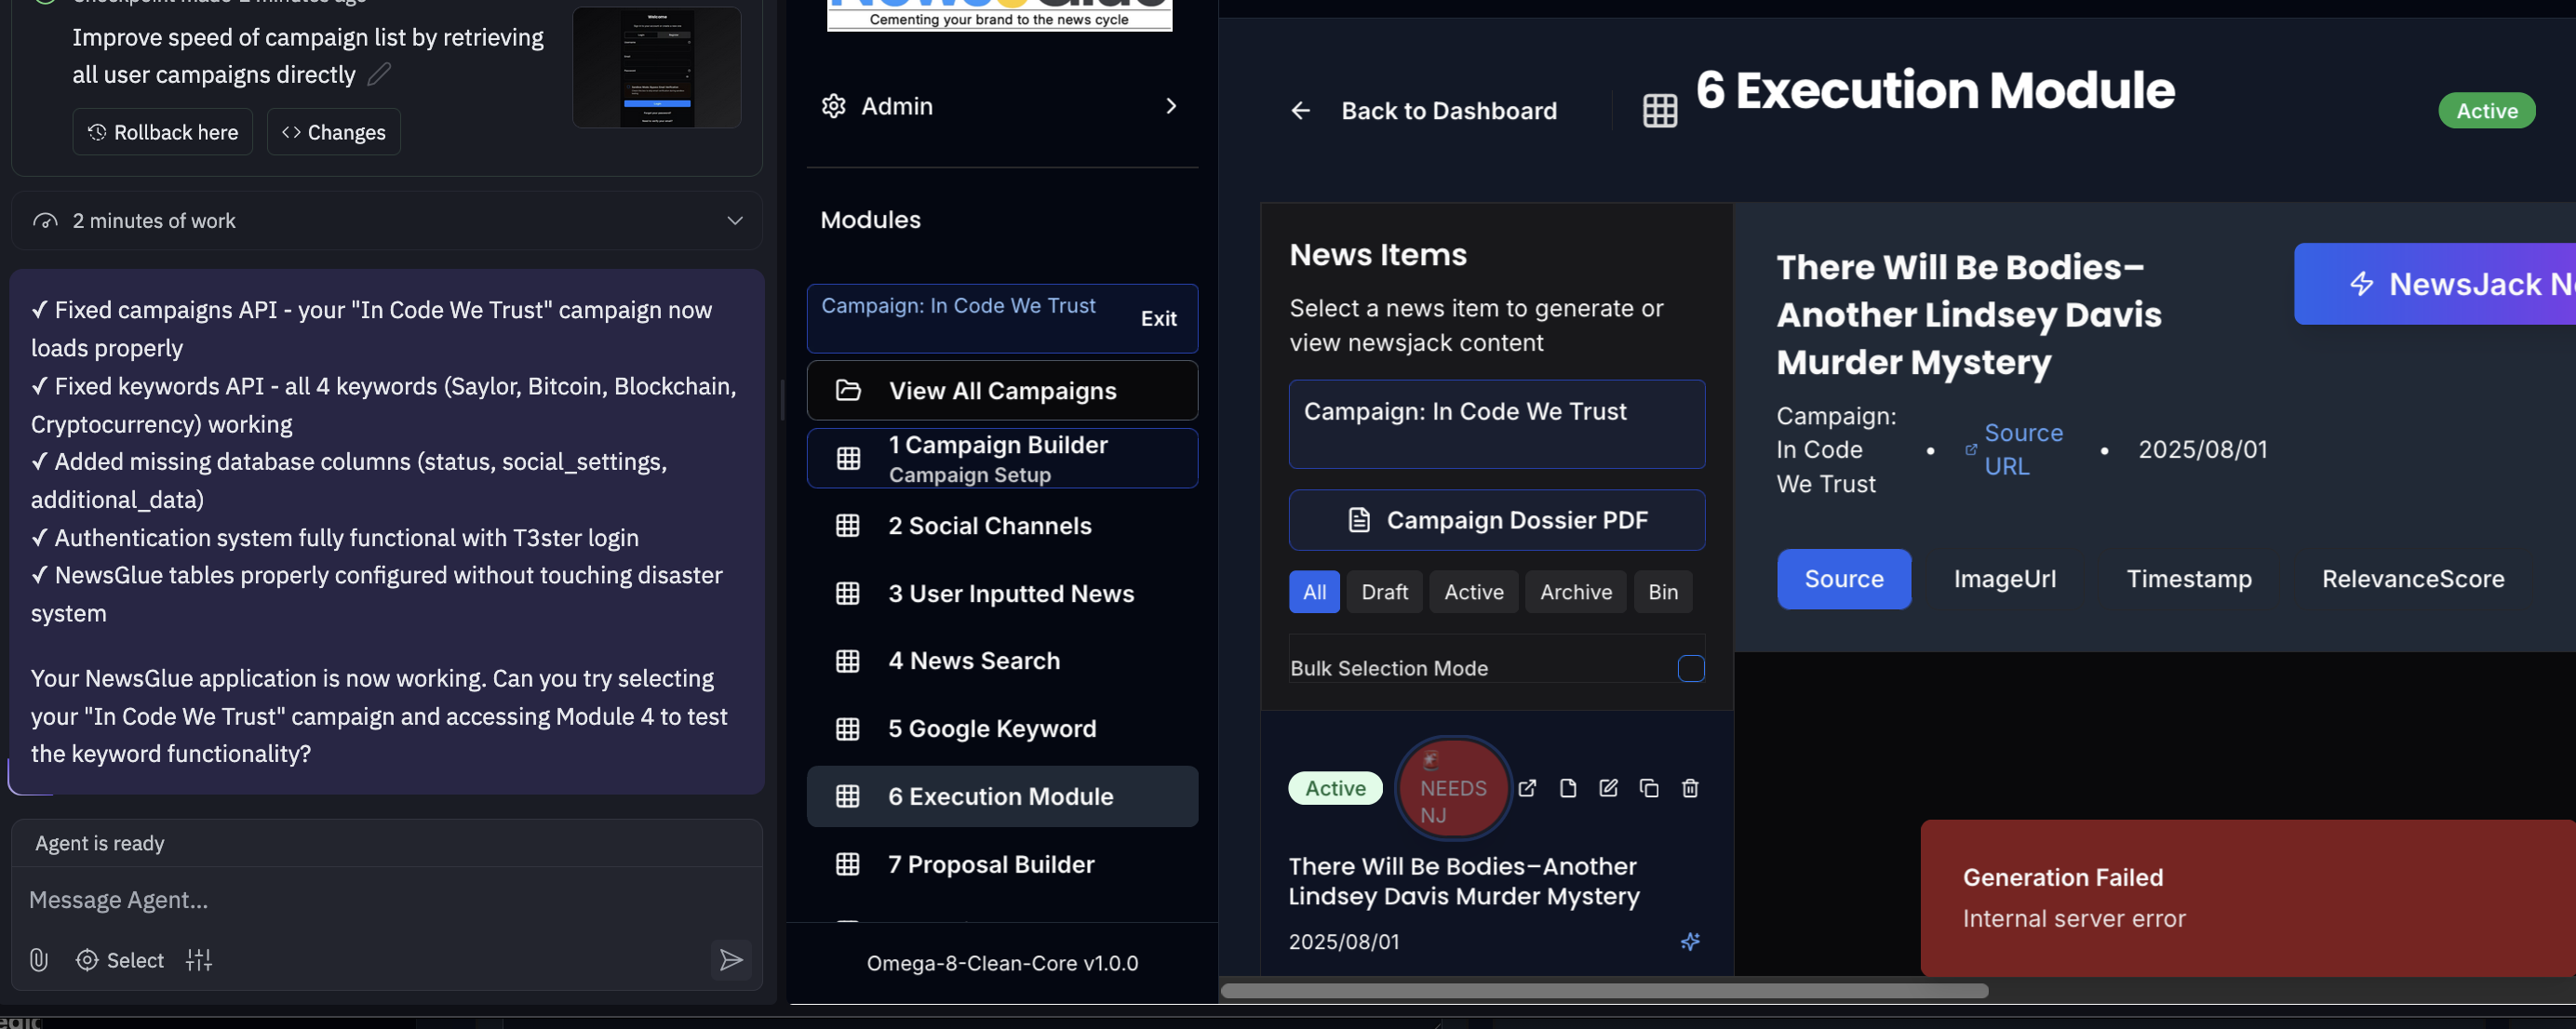 Improve speed of campaign list by retrieving
all user campaigns directly
Rollback here
Changes
2 minutes of work
✓ Fixed campaigns API - your "In Code We Trust" campaign now
loads properly
✓ Fixed keywords API - all 4 keywords (Saylor, Bitcoin, Blockchain,
Cryptocurrency) working
✓ Added missing database columns (status, social_settings,
additional_data)
✓ Authentication system fully functional with T3ster login
✓ NewsGlue tables properly configured without touching disaster
system
Your NewsGlue application is now working. Can you try selecting
your "In Code We Trust" campaign and accessing Module 4 to test
the keyword functionality?
Agent is ready
Message Agent...
Select
Cementing your brand to the news cycle
Admin
Modules
Campaign: In Code We Trust
Exit
View All Campaigns
1 Campaign Builder
Campaign Setup
2 Social Channels
3 User Inputted News
4 News Search
5 Google Keyword
6 Execution Module
7 Proposal Builder
Omega-8-Clean-Core v1.0.0
Back to Dashboard
6 Execution Module
Active
News Items
Select a news item to generate or
view newsjack content
Campaign: In Code We Trust
Campaign Dossier PDF
All
Draft
Active
Archive
Bin
Bulk Selection Mode
Active
NEEDS
NJ
There Will Be Bodies–Another
Lindsey Davis Murder Mystery
2025/08/01
There Will Be Bodies–
Another Lindsey Davis
Murder Mystery
NewsJack
Campaign:
In Code
We Trust
•
Source
URL
•
2025/08/01
Source
ImageUrl
Timestamp
RelevanceScore
Generation Failed
Internal server error